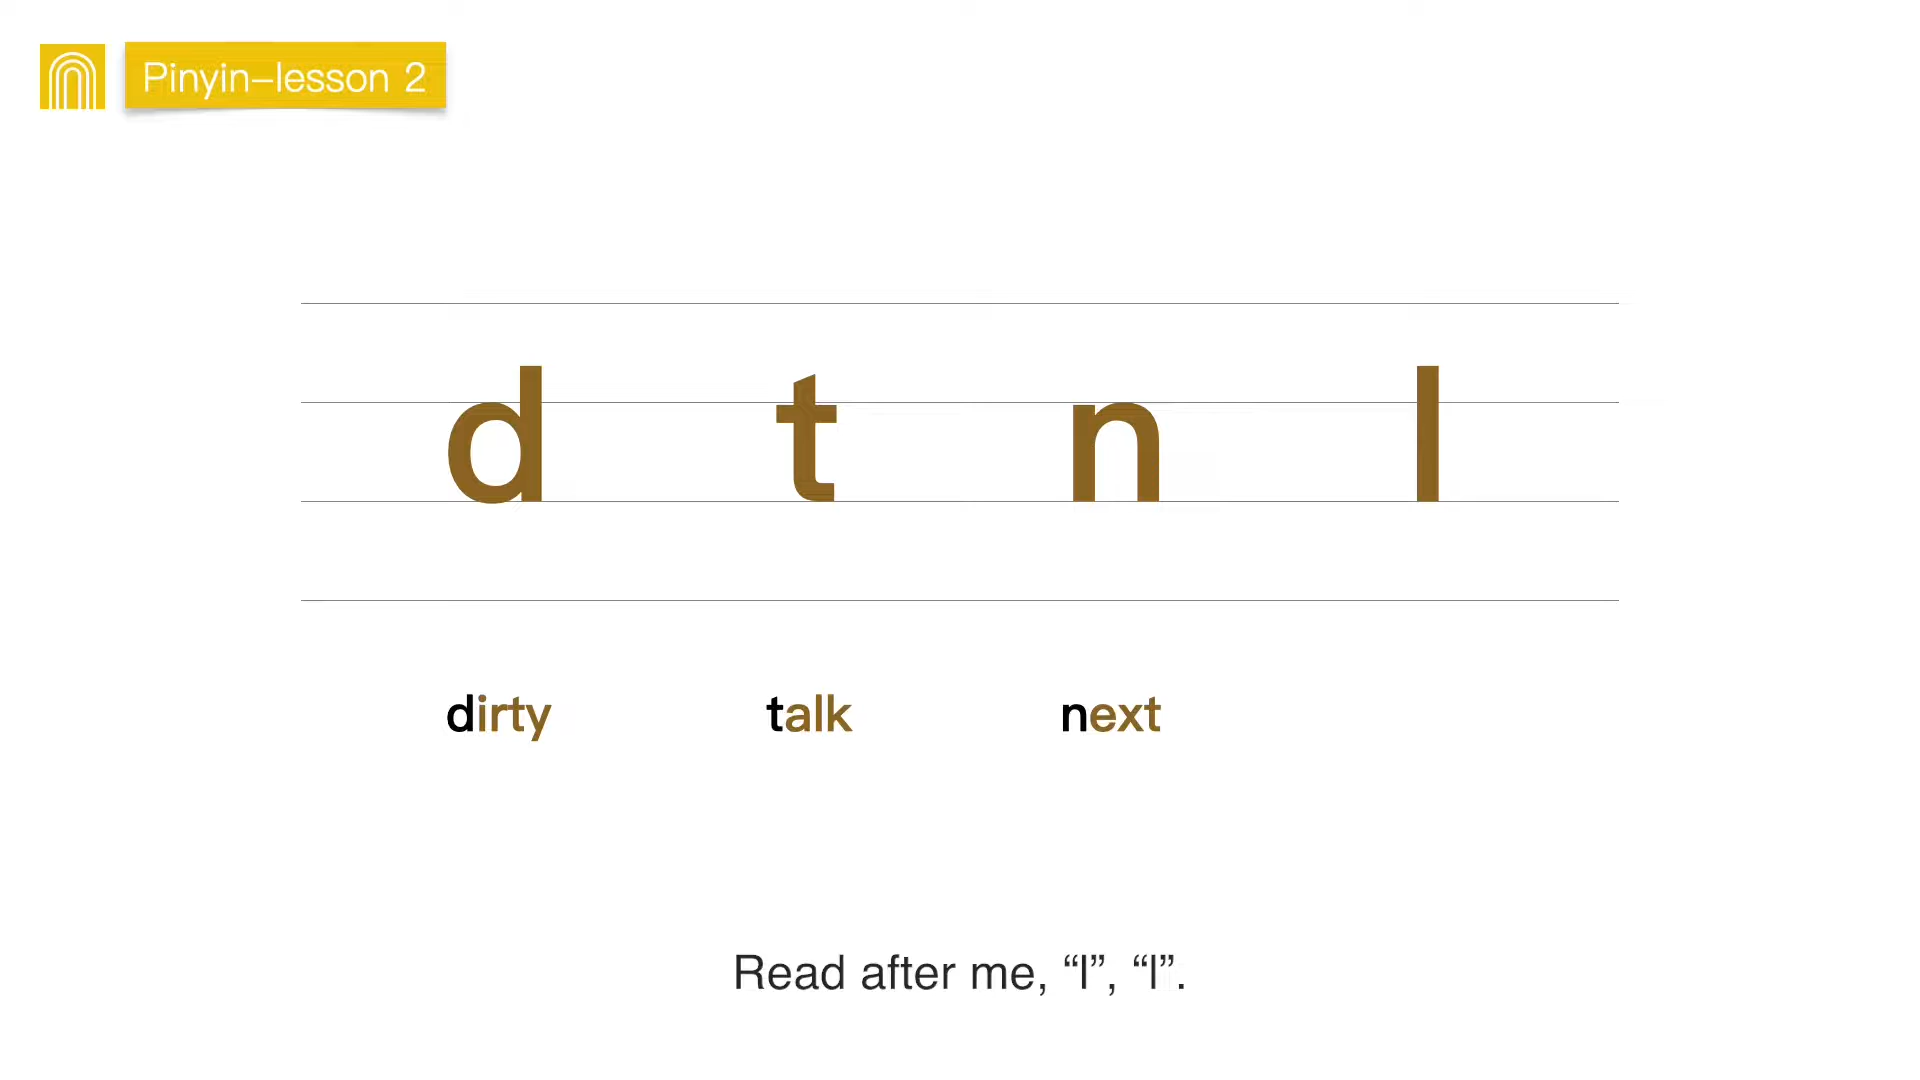 Pinyin–lesson 2
d t n l
dirty talk next
Read after me, “l”, “l”.